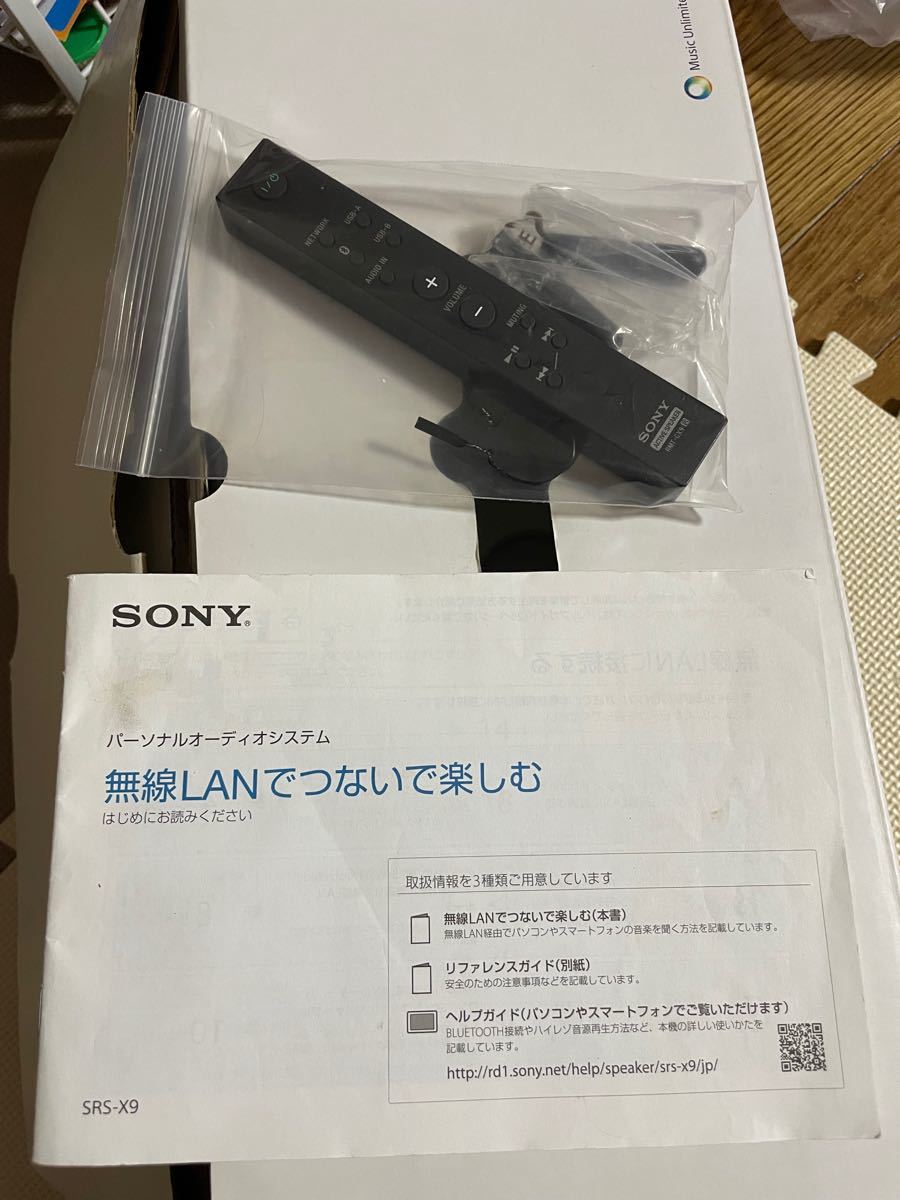 Music Unlimite
I/⏻
NETWORK
USB-A
USB-B
AUDIO IN
+
VOLUME
-
MUTING
SONY
ACTIVE SPEAKER
RMT-CX9
SONY®
パーソナルオーディオシステム
無線LANでつないで楽しむ
はじめにお読みください
取扱情報を3種類ご用意しています
無線LANでつないで楽しむ(本書)
無線LAN経由でパソコンやスマートフォンの音楽を聞く方法を記載しています。
リファレンスガイド(別紙)
安全のための注意事項などを記載しています。
ヘルプガイド(パソコンやスマートフォンでご覧いただけます)
BLUETOOTH接続やハイレゾ音源再生方法など、本機の詳しい使いかたを
記載しています。
http://rd1.sony.net/help/speaker/srs-x9/jp/
SRS-X9